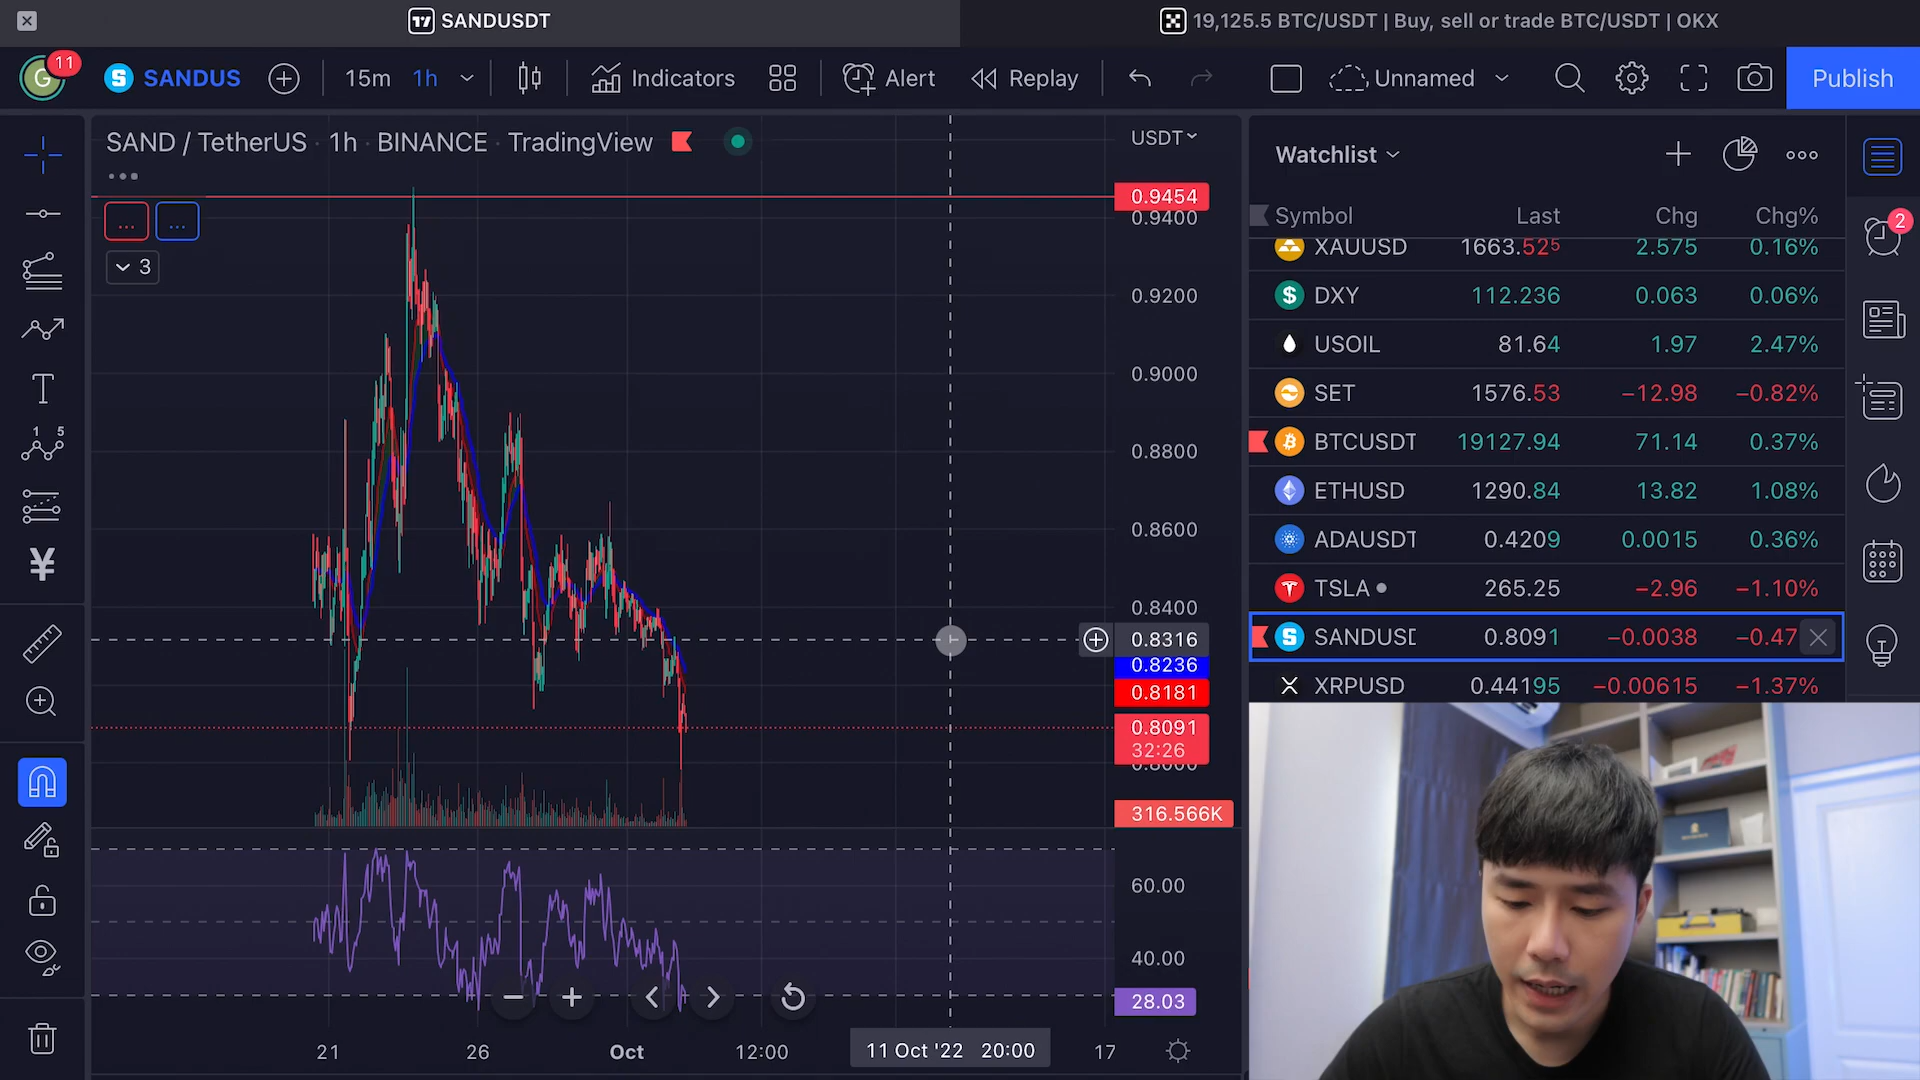 SANDUSDT
19,125.5 BTC/USDT | Buy, sell or trade BTC/USDT | OKX
G 11 SANDUS 15m 1h Indicators Alert Replay Unnamed Publish
SAND / TetherUS · 1h · BINANCE · TradingView
USDT
...
...
3
0.9454
0.9400
0.9200
0.9000
0.8800
0.8600
0.8400
0.8316
0.8236
0.8181
0.8091
32:26
0.8000
316.566K
60.00
40.00
28.03
21 26 Oct 12:00 11 Oct '22 20:00 17
Watchlist
Symbol Last Chg Chg%
XAUUSD 1663.525 2.575 0.16%
DXY 112.236 0.063 0.06%
USOIL 81.64 1.97 2.47%
SET 1576.53 −12.98 −0.82%
BTCUSDT 19127.94 71.14 0.37%
ETHUSD 1290.84 13.82 1.08%
ADAUSDT 0.4209 0.0015 0.36%
TSLA 265.25 −2.96 −1.10%
SANDUSD 0.8091 −0.0038 −0.47
XRPUSD 0.44195 −0.00615 −1.37%
2
1 5